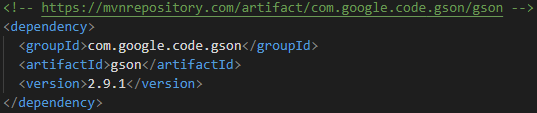 <!-- https://mvnrepository.com/artifact/com.google.code.gson/gson -->
<dependency>
  <groupId>com.google.code.gson</groupId>
  <artifactId>gson</artifactId>
  <version>2.9.1</version>
</dependency>